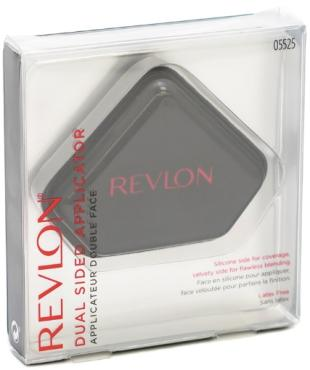 05525
REVLON
REVLON
DUAL SIDED APPLICATOR
APPLICATEUR DOUBLE FACE
Silicone side for coverage,
velvety side for flawless blending.
Face en silicone pour appliquer,
face veloutée pour parfaire la finition.
Latex Free
Sans latex